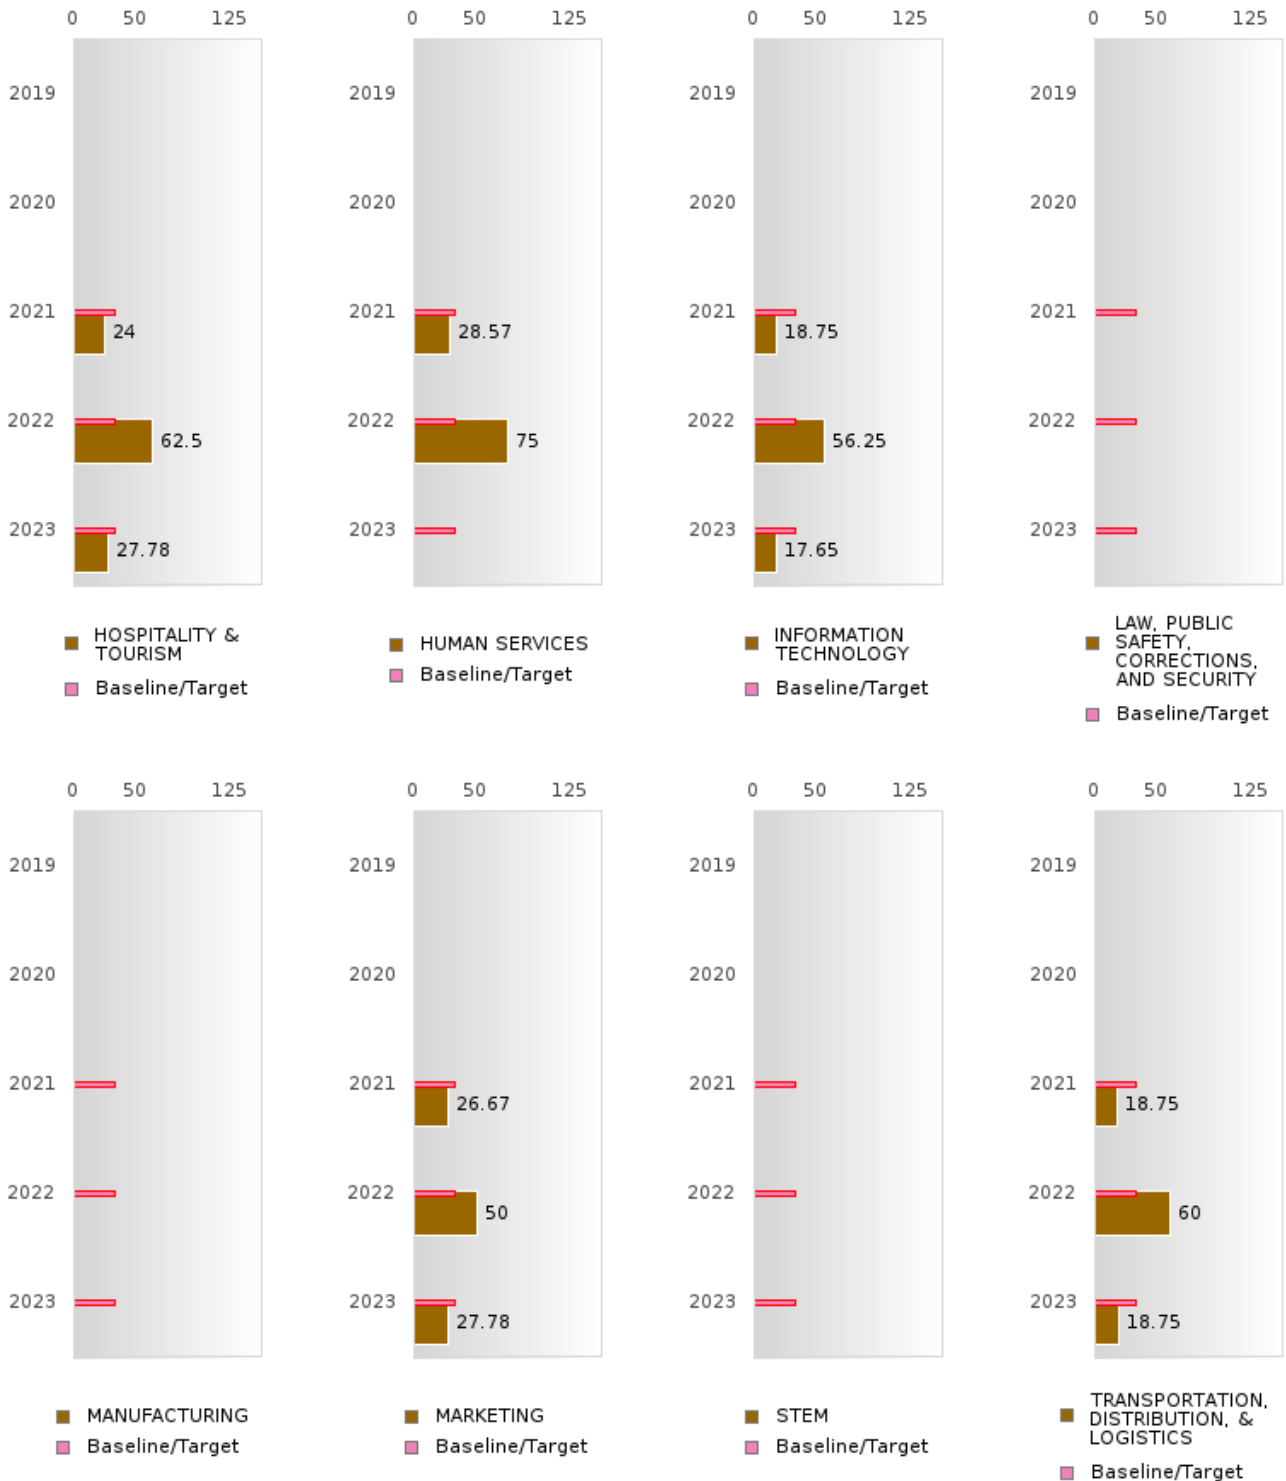 0 50 125 0 50 125 0 50 125 0 50 125
2019 2019 2019 2019
2020 2020 2020 2020
2021 2021 2021 2021
24 28.57 18.75
2022 2022 2022 2022
62.5 75 56.25
2023 2023 2023 2023
27.78 17.65
HOSPITALITY &
TOURISM
Baseline/Target
HUMAN SERVICES
Baseline/Target
INFORMATION
TECHNOLOGY
Baseline/Target
LAW, PUBLIC
SAFETY,
CORRECTIONS,
AND SECURITY
Baseline/Target
0 50 125 0 50 125 0 50 125 0 50 125
2019 2019 2019 2019
2020 2020 2020 2020
2021 2021 2021 2021
26.67 18.75
2022 2022 2022 2022
50 60
2023 2023 2023 2023
27.78 18.75
MANUFACTURING
Baseline/Target
MARKETING
Baseline/Target
STEM
Baseline/Target
TRANSPORTATION,
DISTRIBUTION, &
LOGISTICS
Baseline/Target